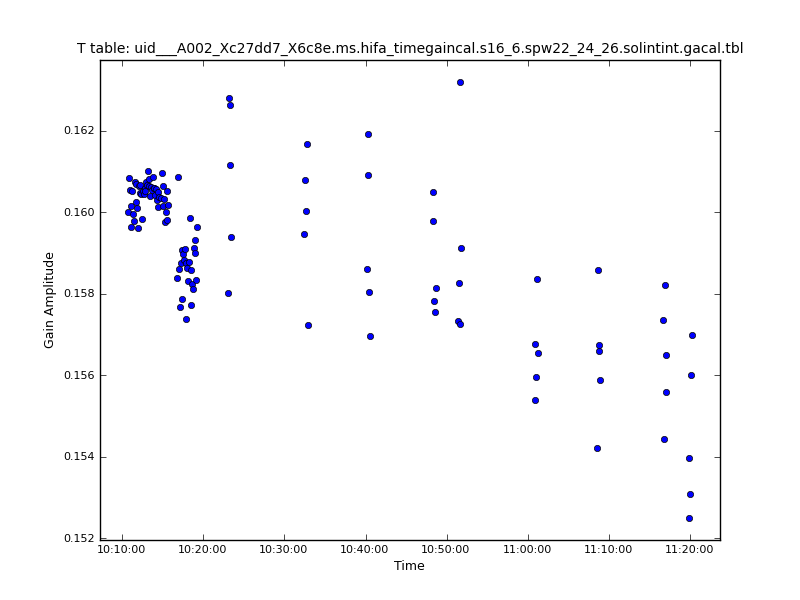 T table: uid___A002_Xc27dd7_X6c8e.ms.hifa_timegaincal.s16_6.spw22_24_26.solintint.gacal.tbl
0.162
0.160
0.158
0.156
0.154
0.152
Gain Amplitude
10:10:00 10:20:00 10:30:00 10:40:00 10:50:00 11:00:00 11:10:00 11:20:00
Time